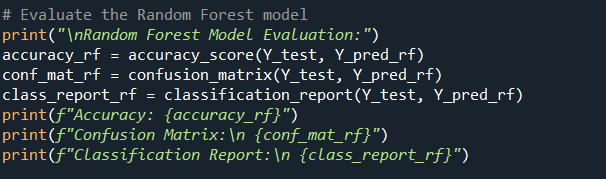 # Evaluate the Random Forest model
print("\nRandom Forest Model Evaluation:")
accuracy_rf = accuracy_score(Y_test, Y_pred_rf)
conf_mat_rf = confusion_matrix(Y_test, Y_pred_rf)
class_report_rf = classification_report(Y_test, Y_pred_rf)
print(f"Accuracy: {accuracy_rf}")
print(f"Confusion Matrix:\n {conf_mat_rf}")
print(f"Classification Report:\n {class_report_rf}")